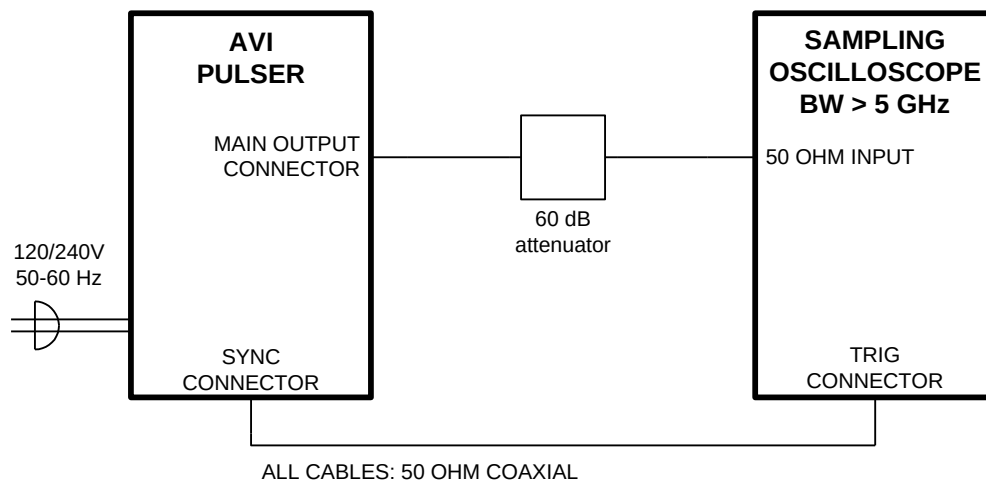 AVI
PULSER
MAIN OUTPUT
CONNECTOR
120/240V
50-60 Hz
SYNC
CONNECTOR
60 dB
attenuator
SAMPLING
OSCILLOSCOPE
BW > 5 GHz
50 OHM INPUT
TRIG
CONNECTOR
ALL CABLES: 50 OHM COAXIAL